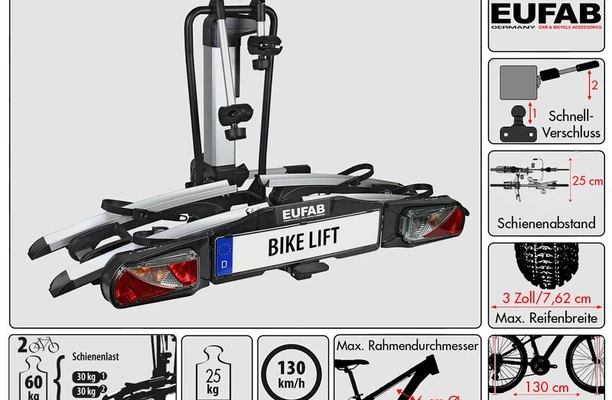 EUFAB
GERMANY CAR & BICYCLE ACCESSORIES
2
1
Schnell-
Verschluss
25 cm
Schienenabstand
EUFAB
BIKE LIFT
D
3 Zoll/7,62 cm
Max. Reifenbreite
2
Schienenlast
60
kg
30 kg 1
30 kg 2
25
kg
130
km/h
Max. Rahmendurchmesser
cm Ø
130 cm